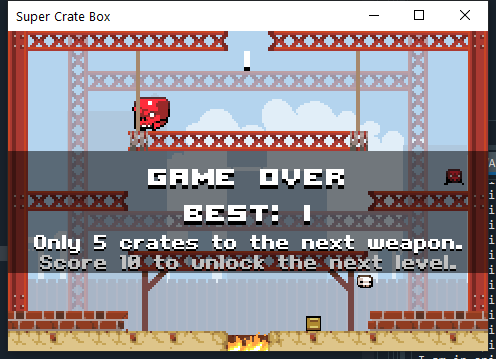 Super Crate Box
1
GAME OVER
BEST: 1
Only 5 crates to the next weapon.
Score 10 to unlock the next level.